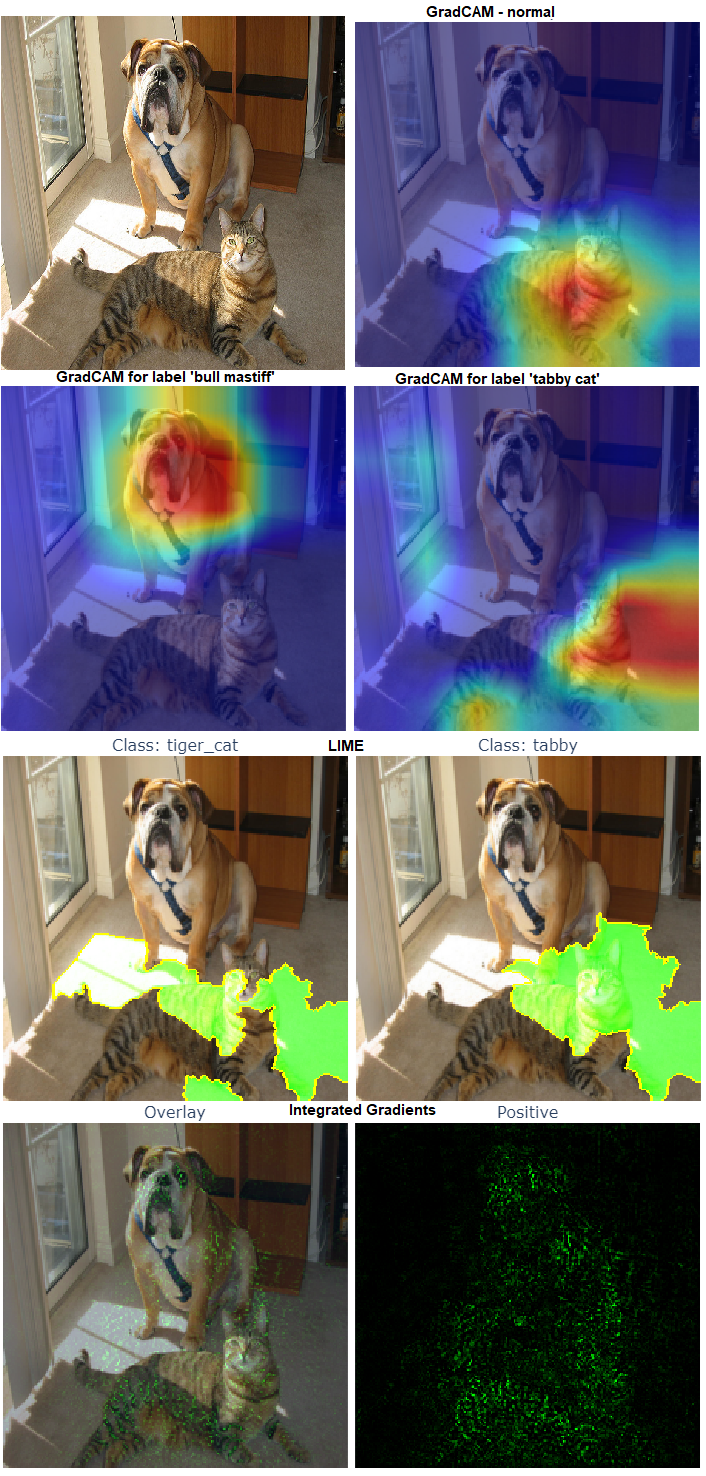 GradCAM - normal
GradCAM for label 'bull mastiff'
GradCAM for label 'tabby cat'
Class: tiger_cat
LIME
Class: tabby
Overlay
Integrated Gradients
Positive